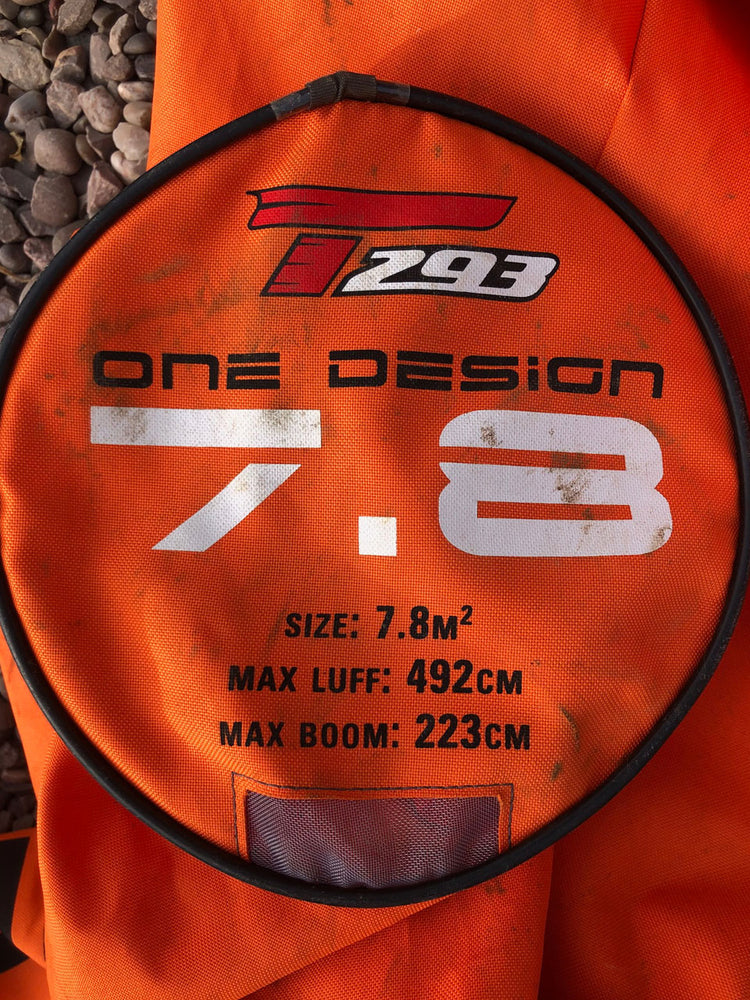 T293
ONE DESIGN
7.8
SIZE: 7.8M²
MAX LUFF: 492CM
MAX BOOM: 223CM